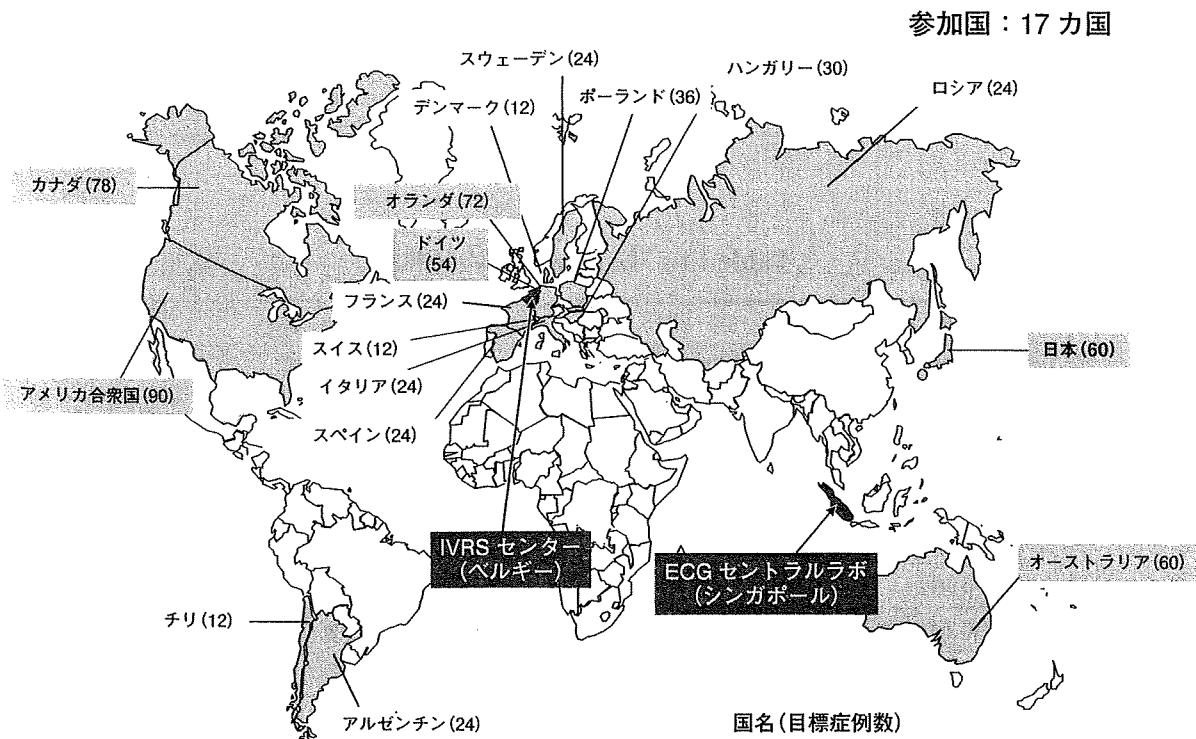 参加国：17 カ国
スウェーデン(24)
ハンガリー(30)
デンマーク(12)
ポーランド(36)
ロシア(24)
カナダ(78)
オランダ(72)
ドイツ
(54)
フランス(24)
スイス(12)
日本(60)
アメリカ合衆国(90)
イタリア(24)
スペイン(24)
IVRS センター
(ベルギー)
ECG セントラルラボ
(シンガポール)
オーストラリア(60)
チリ(12)
アルゼンチン(24)
国名(目標症例数)